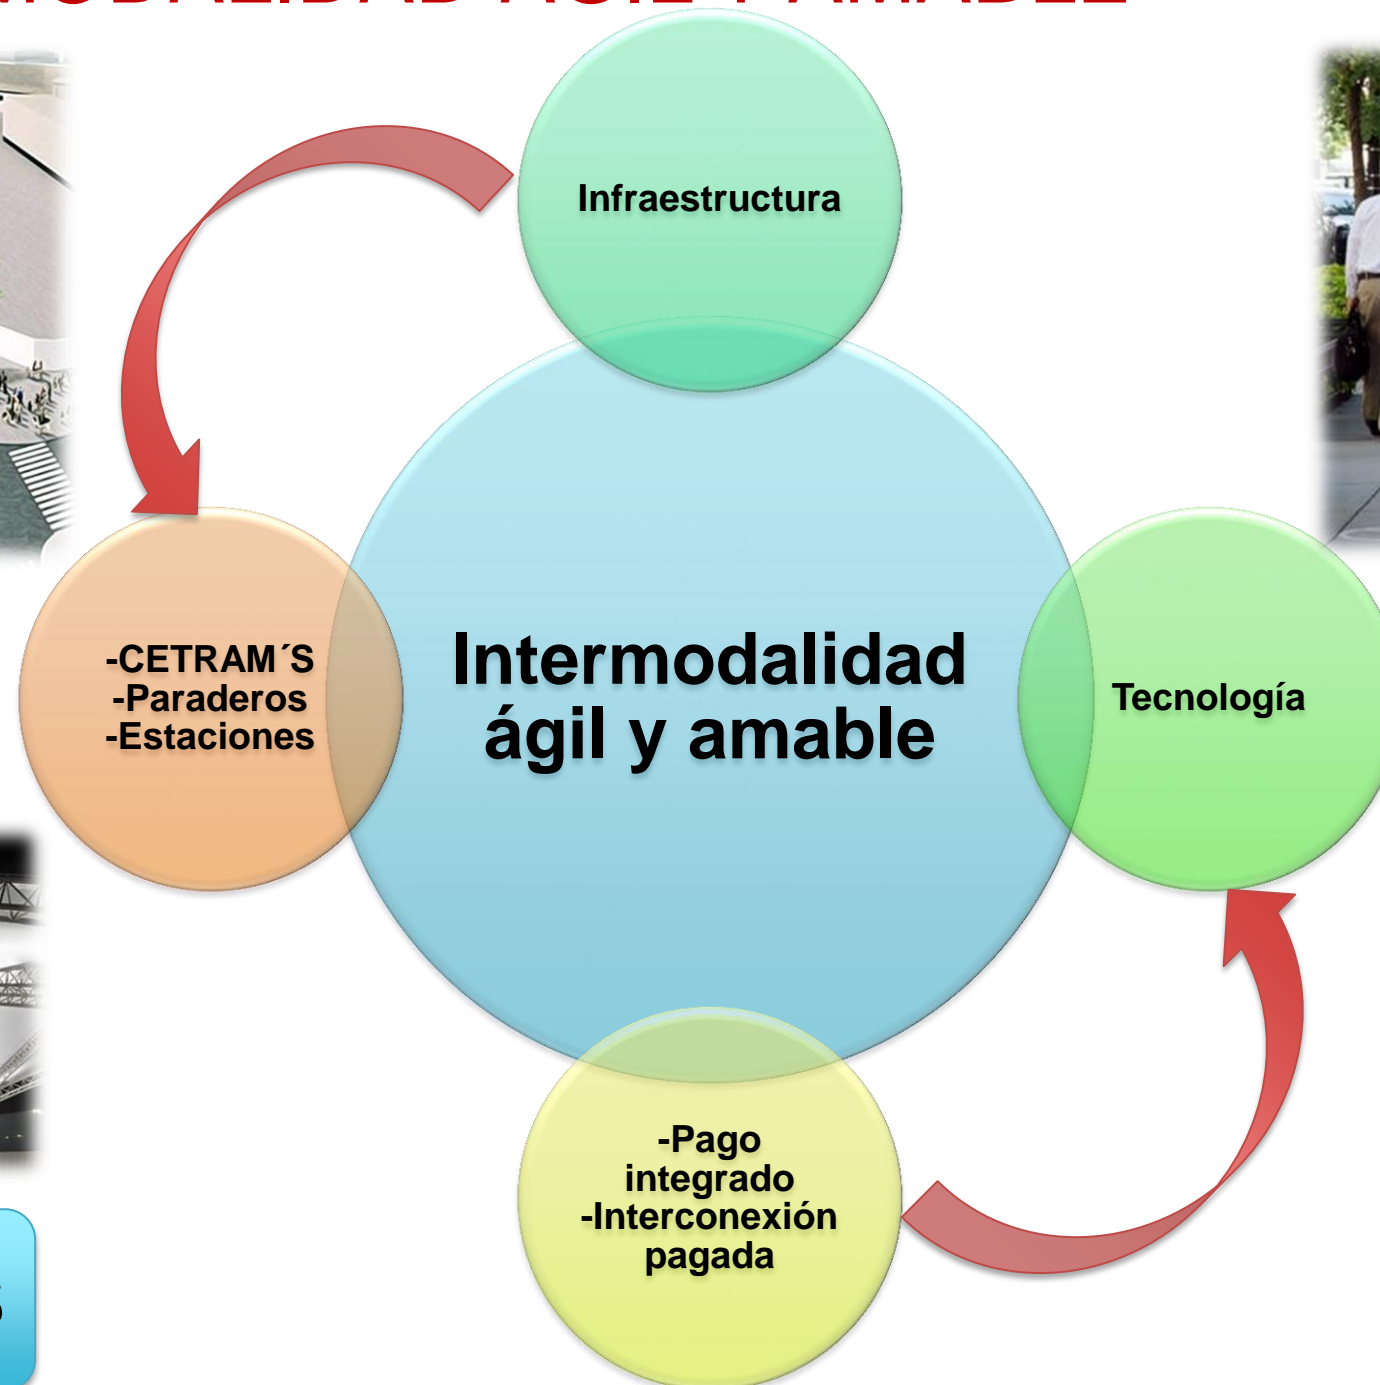 Infraestructura
-CETRAM´S
-Paraderos
-Estaciones
Intermodalidad
ágil y amable
Tecnología
-Pago
integrado
-Interconexión
pagada
S